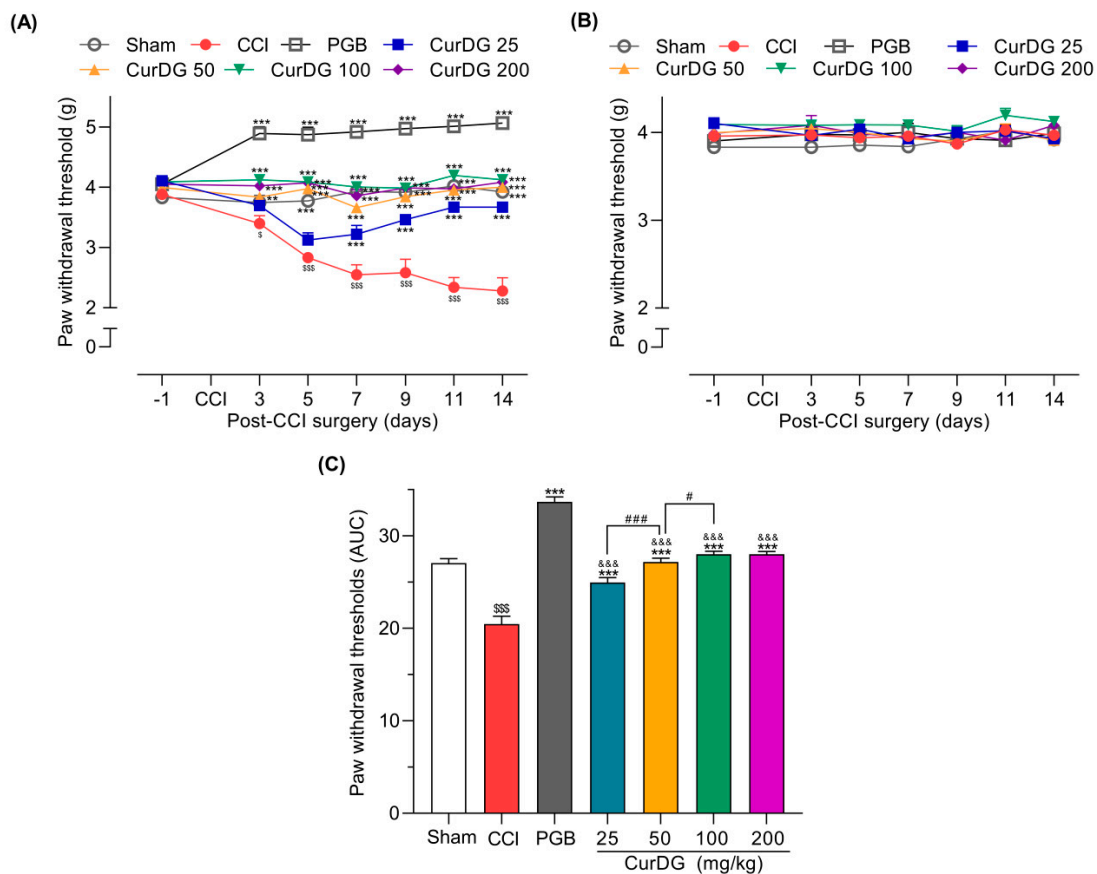 (A)
Sham CCI PGB CurDG 25
CurDG 50 CurDG 100 CurDG 200
Paw withdrawal threshold (g)
5
4
3
2
0
*** *** *** *** *** ***
$ $$$ $$$ $$$ $$$ $$$
-1 CCI 3 5 7 9 11 14
Post-CCI surgery (days)
(B)
Sham CCI PGB CurDG 25
CurDG 50 CurDG 100 CurDG 200
Paw withdrawal threshold (g)
4
2
0
-1 CCI 3 5 7 9 11 14
Post-CCI surgery (days)
(C)
Paw withdrawal thresholds (AUC)
30
20
10
0
$$$
***
&&&
***
&&&
***
&&&
***
&&&
***
###
#
Sham CCI PGB 25 50 100 200
CurDG (mg/kg)